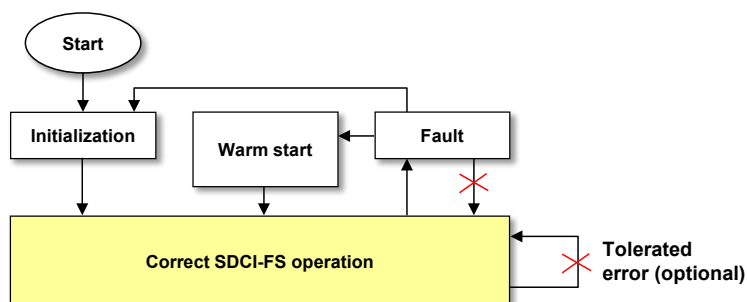 Start
Initialization
Warm start
Fault
Correct SDCI-FS operation
Tolerated
error (optional)